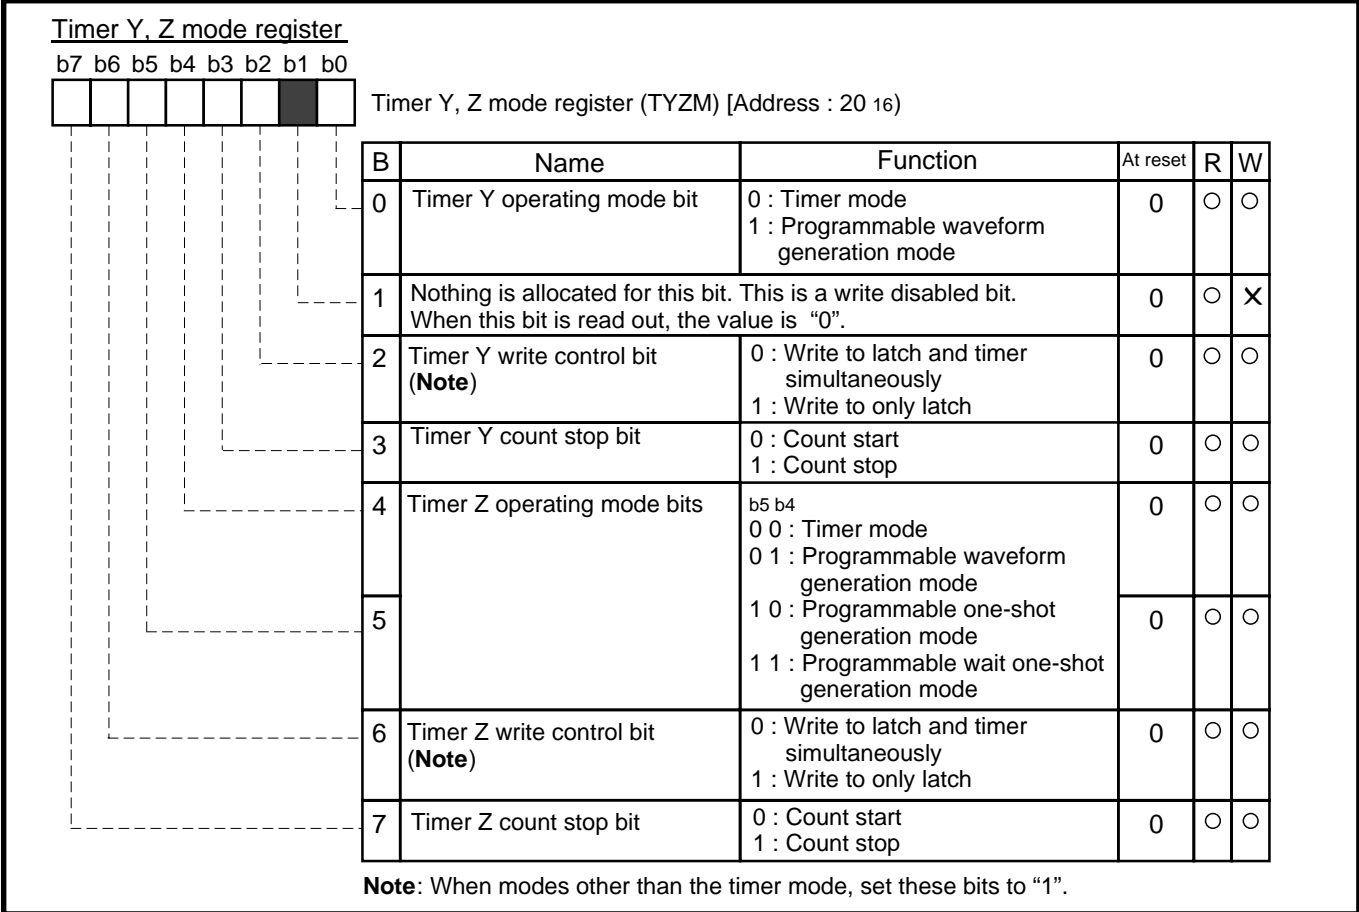 Timer Y, Z mode register
b7 b6 b5 b4 b3 b2 b1 b0
Timer Y, Z mode register (TYZM) [Address : 20 16)
B Name Function At reset R W
0 Timer Y operating mode bit 0 : Timer mode 0 ○ ○
1 : Programmable waveform
generation mode
1 Nothing is allocated for this bit. This is a write disabled bit. 0 ○ ×
When this bit is read out, the value is “0”.
2 Timer Y write control bit 0 : Write to latch and timer 0 ○ ○
(Note) simultaneously
1 : Write to only latch
3 Timer Y count stop bit 0 : Count start 0 ○ ○
1 : Count stop
4 Timer Z operating mode bits b5 b4 0 ○ ○
0 0 : Timer mode
0 1 : Programmable waveform
generation mode
5 1 0 : Programmable one-shot 0 ○ ○
generation mode
1 1 : Programmable wait one-shot
generation mode
6 Timer Z write control bit 0 : Write to latch and timer 0 ○ ○
(Note) simultaneously
1 : Write to only latch
7 Timer Z count stop bit 0 : Count start 0 ○ ○
1 : Count stop
Note: When modes other than the timer mode, set these bits to “1”.